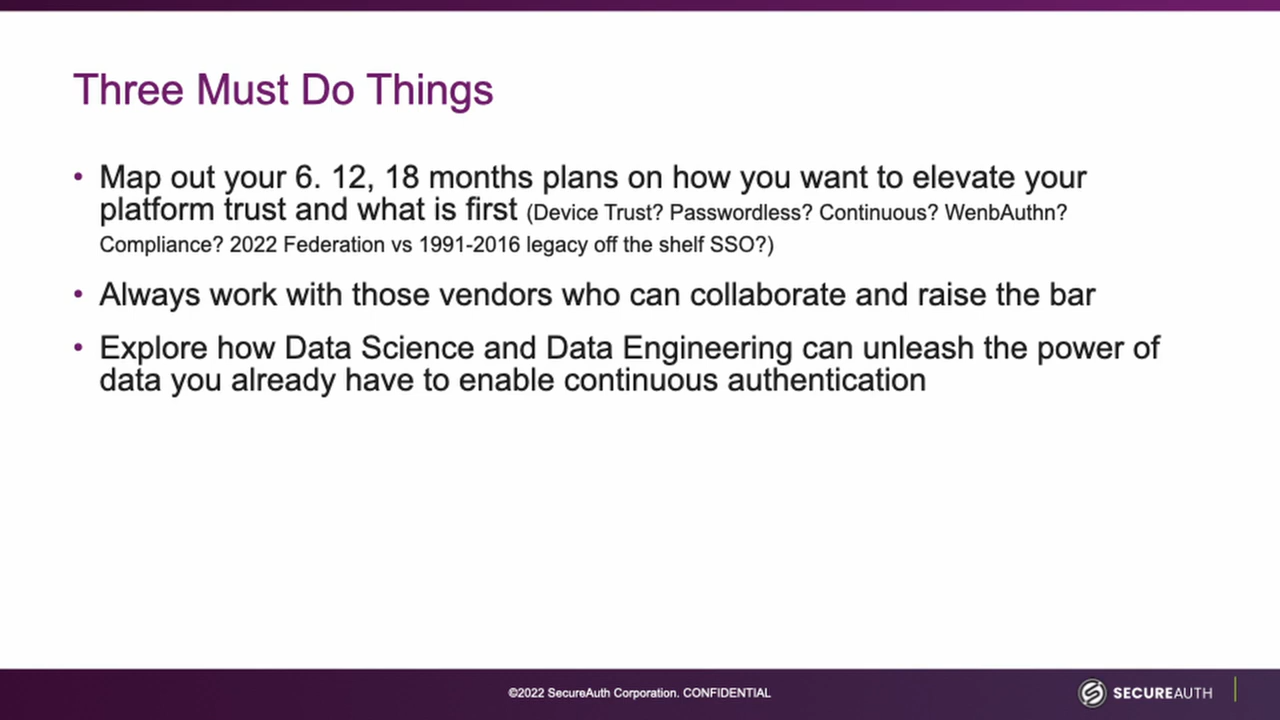 Three Must Do Things
• Map out your 6. 12, 18 months plans on how you want to elevate your
platform trust and what is first (Device Trust? Passwordless? Continuous? WenbAuthn?
Compliance? 2022 Federation vs 1991-2016 legacy off the shelf SSO?)
• Always work with those vendors who can collaborate and raise the bar
• Explore how Data Science and Data Engineering can unleash the power of
data you already have to enable continuous authentication
©2022 SecureAuth Corporation. CONFIDENTIAL
SECUREAUTH